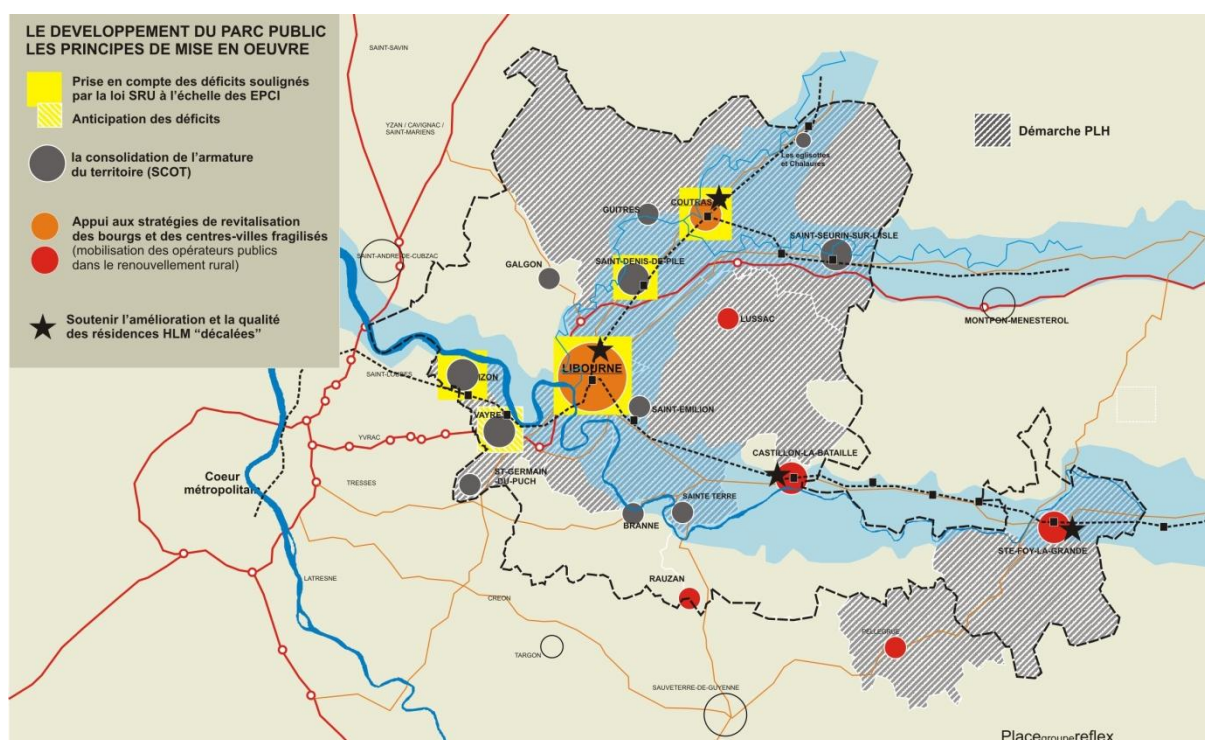 LE DEVELOPPEMENT DU PARC PUBLIC
LES PRINCIPES DE MISE EN OEUVRE
Prise en compte des déficits soulignés
par la loi SRU à l'échelle des EPCI
Anticipation des déficits
la consolidation de l'armature
du territoire (SCOT)
Appui aux stratégies de revitalisation
des bourgs et des centres-villes fragilisés
(mobilisation des opérateurs publics
dans le renouvellement rural)
Soutenir l'amélioration et la qualité
des résidences HLM "décalées"
SAINT-SAVIN
YZAN / CAVIGNAC /
SAINT-MARIENS
Démarche PLH
Les eglisottes
et Chalaures
COUTRAS
GUITRES
SAINT-SEURIN-SUR-LISLE
SAINT-ANDRE-DE-CUBZAC
GALGON
SAINT-DENIS-DE-PILE
MONTPON-MENESTEROL
LUSSAC
LIBOURNE
SAINT-LOUBES
IZON
SAINT-EMILION
VAYRE
YVRAC
CASTILLON-LA-BATAILLE
Coeur
métropolitain
TRESSES
ST-GERMAIN
-DU-PUCH
SAINTE TERRE
BRANNE
STE-FOY-LA-GRANDE
LATRESNE
RAUZAN
CREON
PELLEGRGE
TARGON
SAUVETERRE-DE-GUYENNE
Placegroupereflex